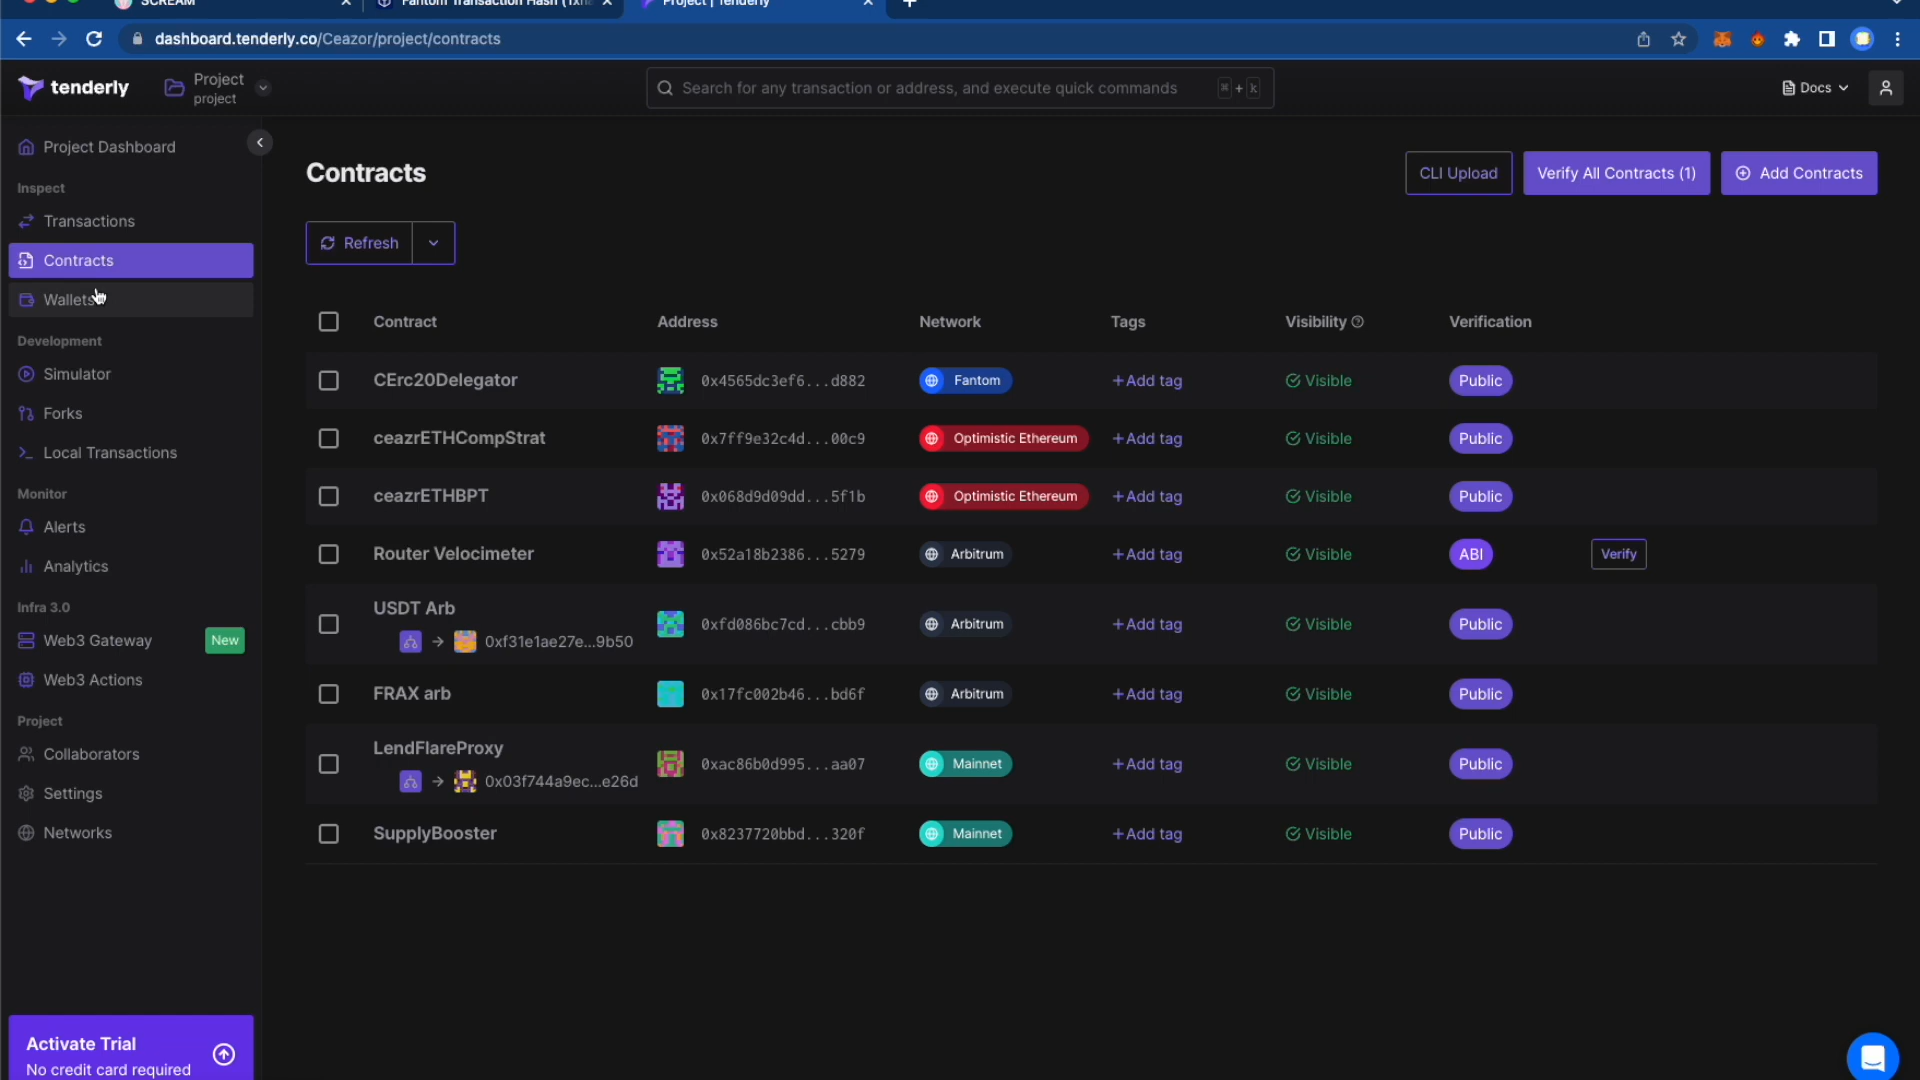 SCREAM
Fantom Transaction Hash (Txh
Project | Tenderly
dashboard.tenderly.co/Ceazor/project/contracts
tenderly
Project
project
Search for any transaction or address, and execute quick commands
⌘ + k
Docs
Project Dashboard
Inspect
Transactions
Contracts
Wallets
Development
Simulator
Forks
Local Transactions
Monitor
Alerts
Analytics
Infra 3.0
Web3 Gateway
New
Web3 Actions
Project
Collaborators
Settings
Networks
Activate Trial
No credit card required
Contracts
CLI Upload
Verify All Contracts (1)
Add Contracts
Refresh
Contract Address Network Tags Visibility Verification
CErc20Delegator 0x4565dc3ef6...d882 Fantom +Add tag Visible Public
ceazrETHCompStrat 0x7ff9e32c4d...00c9 Optimistic Ethereum +Add tag Visible Public
ceazrETHBPT 0x068d9d09dd...5f1b Optimistic Ethereum +Add tag Visible Public
Router Velocimeter 0x52a18b2386...5279 Arbitrum +Add tag Visible ABI Verify
USDT Arb
0xfd086bc7cd...cbb9 Arbitrum +Add tag Visible Public
0xf31e1ae27e...9b50
FRAX arb 0x17fc002b46...bd6f Arbitrum +Add tag Visible Public
LendFlareProxy
0xac86b0d995...aa07 Mainnet +Add tag Visible Public
0x03f744a9ec...e26d
SupplyBooster 0x8237720bbd...320f Mainnet +Add tag Visible Public